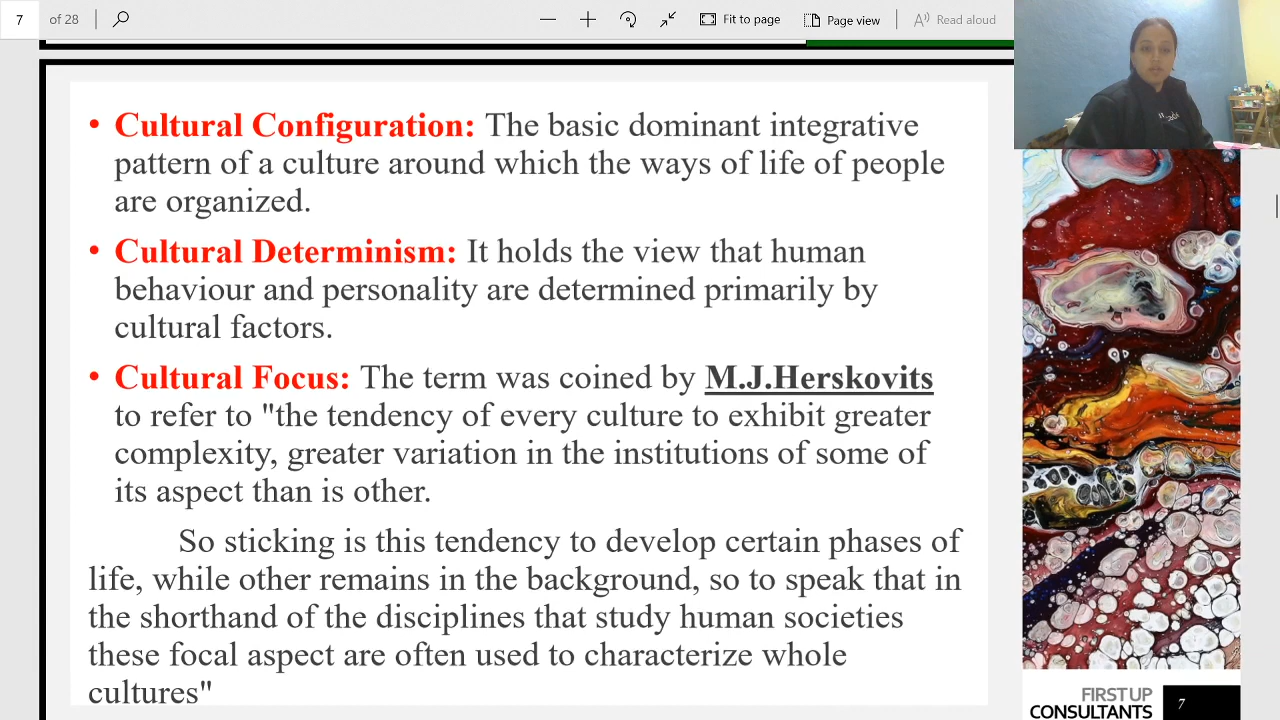 7 of 28
Fit to page
Page view
Read aloud
• Cultural Configuration: The basic dominant integrative
pattern of a culture around which the ways of life of people
are organized.
• Cultural Determinism: It holds the view that human
behaviour and personality are determined primarily by
cultural factors.
• Cultural Focus: The term was coined by M.J.Herskovits
to refer to "the tendency of every culture to exhibit greater
complexity, greater variation in the institutions of some of
its aspect than is other.
So sticking is this tendency to develop certain phases of
life, while other remains in the background, so to speak that in
the shorthand of the disciplines that study human societies
these focal aspect are often used to characterize whole
cultures"
FIRST UP
CONSULTANTS
7